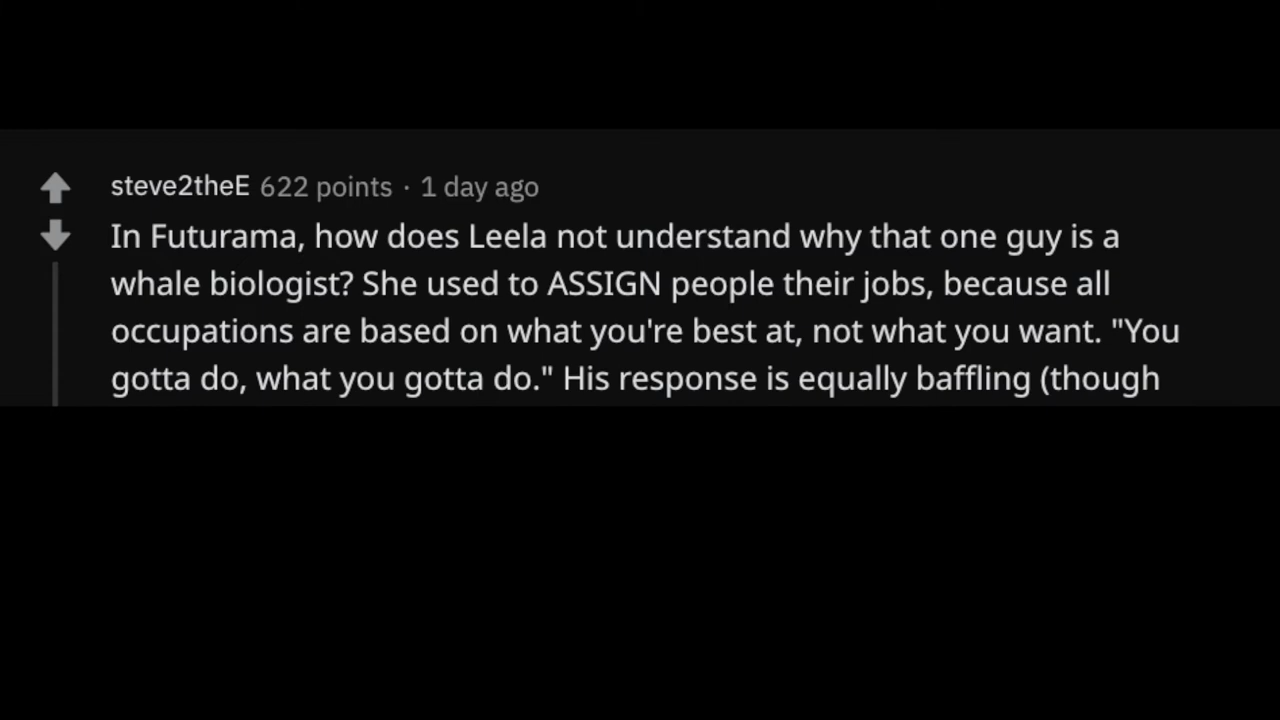 steve2theE 622 points · 1 day ago
In Futurama, how does Leela not understand why that one guy is a
whale biologist? She used to ASSIGN people their jobs, because all
occupations are based on what you're best at, not what you want. "You
gotta do, what you gotta do." His response is equally baffling (though